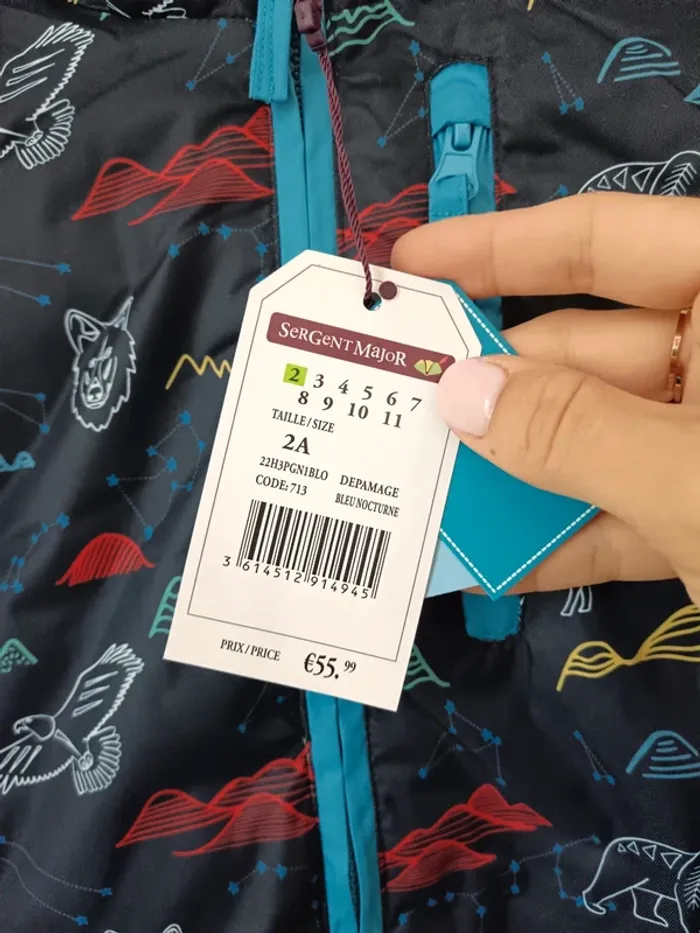 SeRGeNT MaJoR
2 3 4 5 6 7
8 9 10 11
TAILLE/SIZE
2A
22H3PGN1BLO DEPAMAGE
CODE: 713 BLEU NOCTURNE
3 614512 914945
PRIX/PRICE €55.99